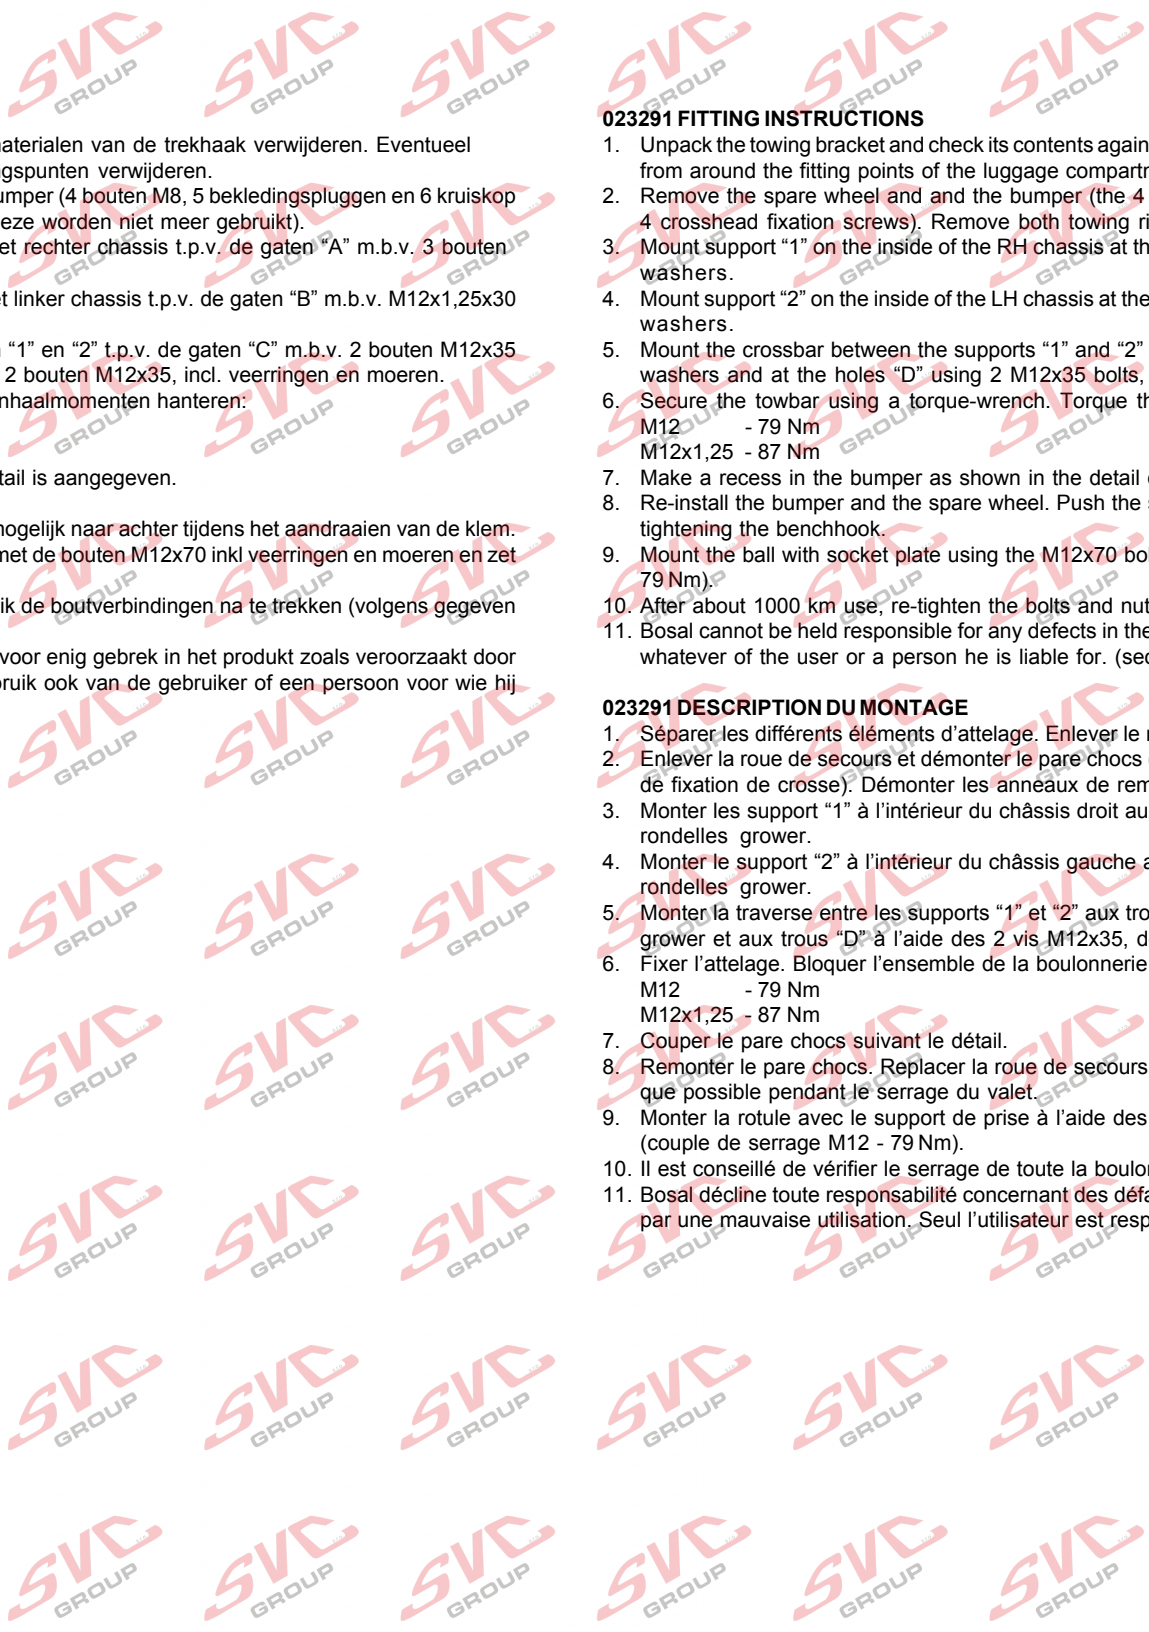 materialen van de trekhaak verwijderen. Eventueel
ngspunten verwijderen.
bumper (4 bouten M8, 5 bekledingspluggen en 6 kruiskop
deze worden niet meer gebruikt).
et rechter chassis t.p.v. de gaten “A” m.b.v. 3 bouten
et linker chassis t.p.v. de gaten “B” m.b.v. M12x1,25x30
“1” en “2” t.p.v. de gaten “C” m.b.v. 2 bouten M12x35
2 bouten M12x35, incl. veerringen en moeren.
anhaalmomenten hanteren:
tail is aangegeven.
mogelijk naar achter tijdens het aandraaien van de klem.
met de bouten M12x70 inkl veerringen en moeren en zet
ik de boutverbindingen na te trekken (volgens gegeven
voor enig gebrek in het produkt zoals veroorzaakt door
bruik ook van de gebruiker of een persoon voor wie hij
023291 FITTING INSTRUCTIONS
1. Unpack the towing bracket and check its contents again
from around the fitting points of the luggage compartn
2. Remove the spare wheel and and the bumper (the 4
4 crosshead fixation screws). Remove both towing ri
3. Mount support “1” on the inside of the RH chassis at th
washers.
4. Mount support “2” on the inside of the LH chassis at the
washers.
5. Mount the crossbar between the supports “1” and “2”
washers and at the holes “D” using 2 M12x35 bolts,
6. Secure the towbar using a torque-wrench. Torque th
M12 - 79 Nm
M12x1,25 - 87 Nm
7. Make a recess in the bumper as shown in the detail
8. Re-install the bumper and the spare wheel. Push the s
tightening the benchhook.
9. Mount the ball with socket plate using the M12x70 bol
79 Nm).
10. After about 1000 km use, re-tighten the bolts and nut
11. Bosal cannot be held responsible for any defects in the
whatever of the user or a person he is liable for. (sec
023291 DESCRIPTION DU MONTAGE
1. Séparer les différents éléments d’attelage. Enlever le
2. Enlever la roue de secours et démonter le pare chocs
de fixation de crosse). Démonter les anneaux de rem
3. Monter les support “1” à l’intérieur du châssis droit au
rondelles grower.
4. Monter le support “2” à l’intérieur du châssis gauche a
rondelles grower.
5. Monter la traverse entre les supports “1” et “2” aux tro
grower et aux trous “D” à l’aide des 2 vis M12x35, d
6. Fixer l’attelage. Bloquer l’ensemble de la boulonnerie
M12 - 79 Nm
M12x1,25 - 87 Nm
7. Couper le pare chocs suivant le détail.
8. Remonter le pare chocs. Replacer la roue de secours
que possible pendant le serrage du valet.
9. Monter la rotule avec le support de prise à l’aide des
(couple de serrage M12 - 79 Nm).
10. Il est conseillé de vérifier le serrage de toute la boulon
11. Bosal décline toute responsabilité concernant des défa
par une mauvaise utilisation. Seul l’utilisateur est resp